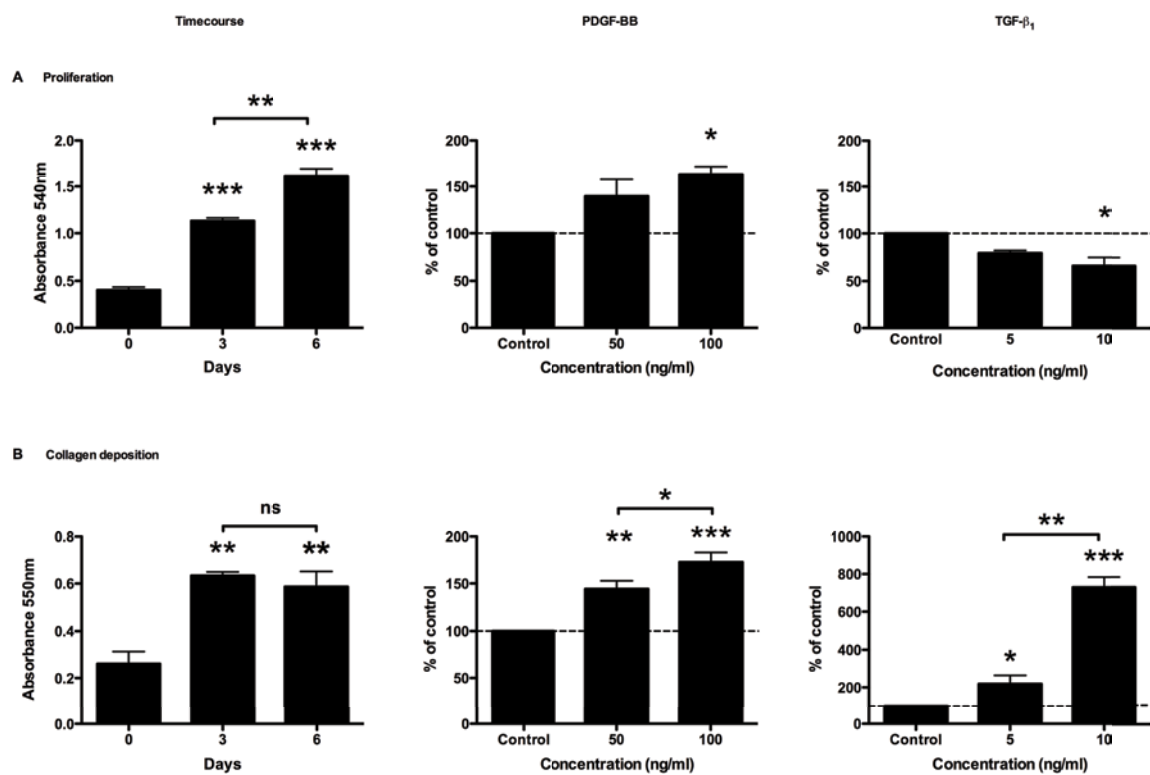 Timecourse
PDGF-BB
TGF-β1
A Proliferation
**
***
***
2.0
1.5
1.0
0.5
0.0
Absorbance 540nm
0 3 6
Days
*
200
150
100
50
0
% of control
Control 50 100
Concentration (ng/ml)
*
200
150
100
50
0
% of control
Control 5 10
Concentration (ng/ml)
B Collagen deposition
ns
** **
0.8
0.6
0.4
0.2
0.0
Absorbance 550nm
0 3 6
Days
*
** ***
200
150
100
50
0
% of control
Control 50 100
Concentration (ng/ml)
**
***
*
1000
800
600
400
200
0
% of control
Control 5 10
Concentration (ng/ml)